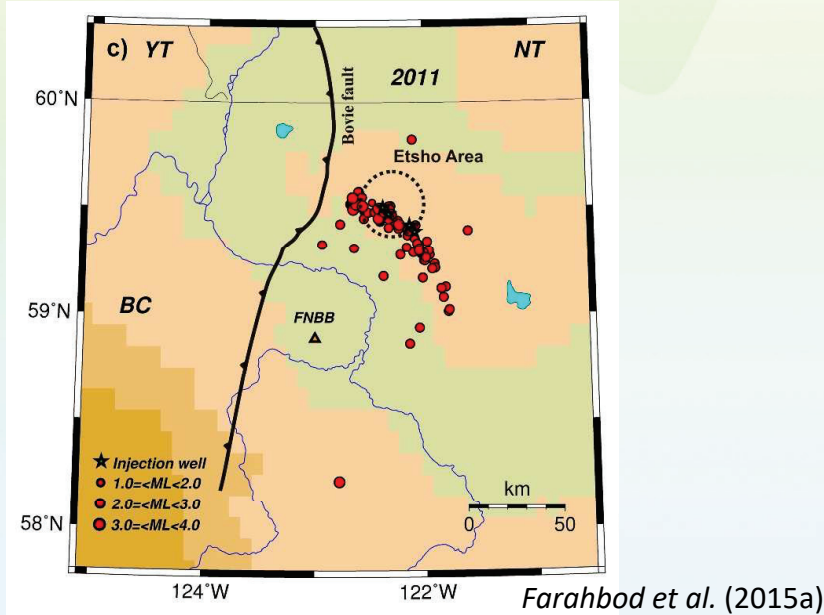 c) YT
NT
2011
60°N
Bovie fault
Etsho Area
BC
59°N
FNBB
Injection well
1.0=<ML<2.0
2.0=<ML<3.0
3.0=<ML<4.0
km
0 50
58°N
124°W 122°W
Farahbod et al. (2015a)